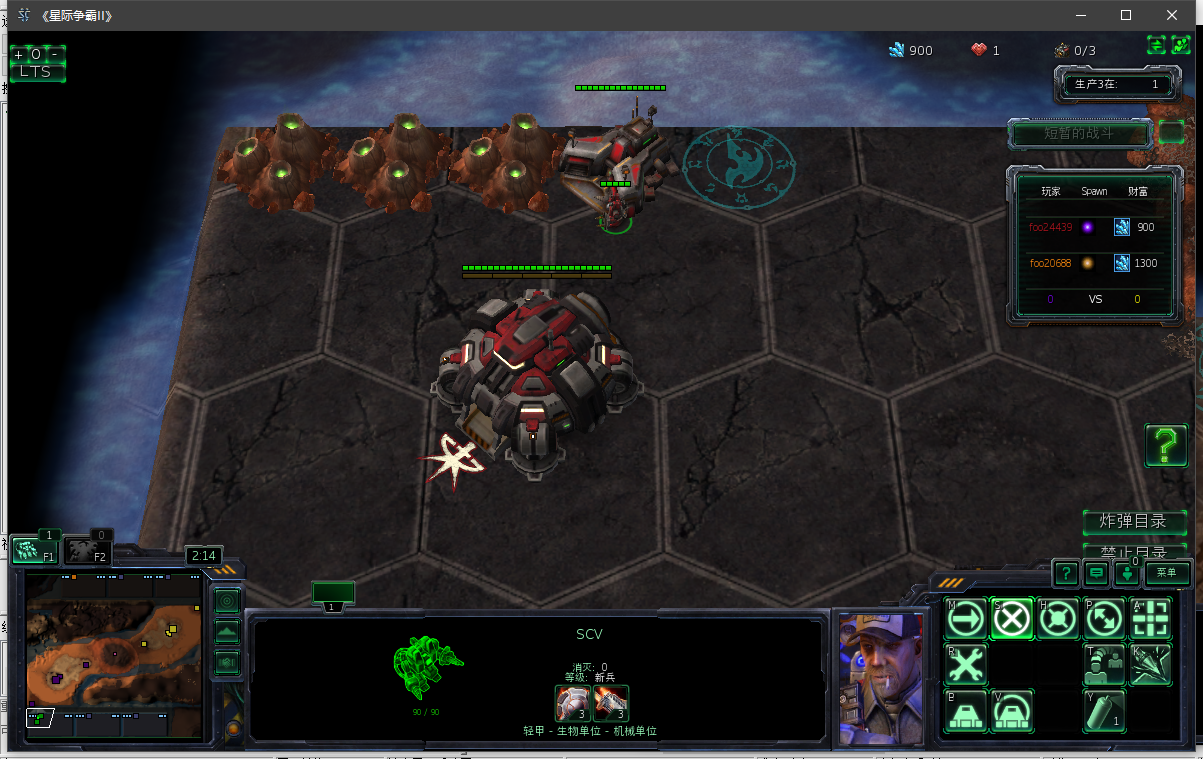 《星际争霸II》
+ O -
LTS
900
1
0/3
生产3在: 1
短暂的战斗
玩家 Spawn 财富
foo24439 900
foo20688 1300
0 VS 0
炸弹目录
禁止目录
1
F1
0
F2
2:14
0
?
菜单
1
SCV
消灭: 0
等级: 新兵
3
3
90 / 90
轻甲 - 生物单位 - 机械单位
M S H P A
R T K
B V Y
1